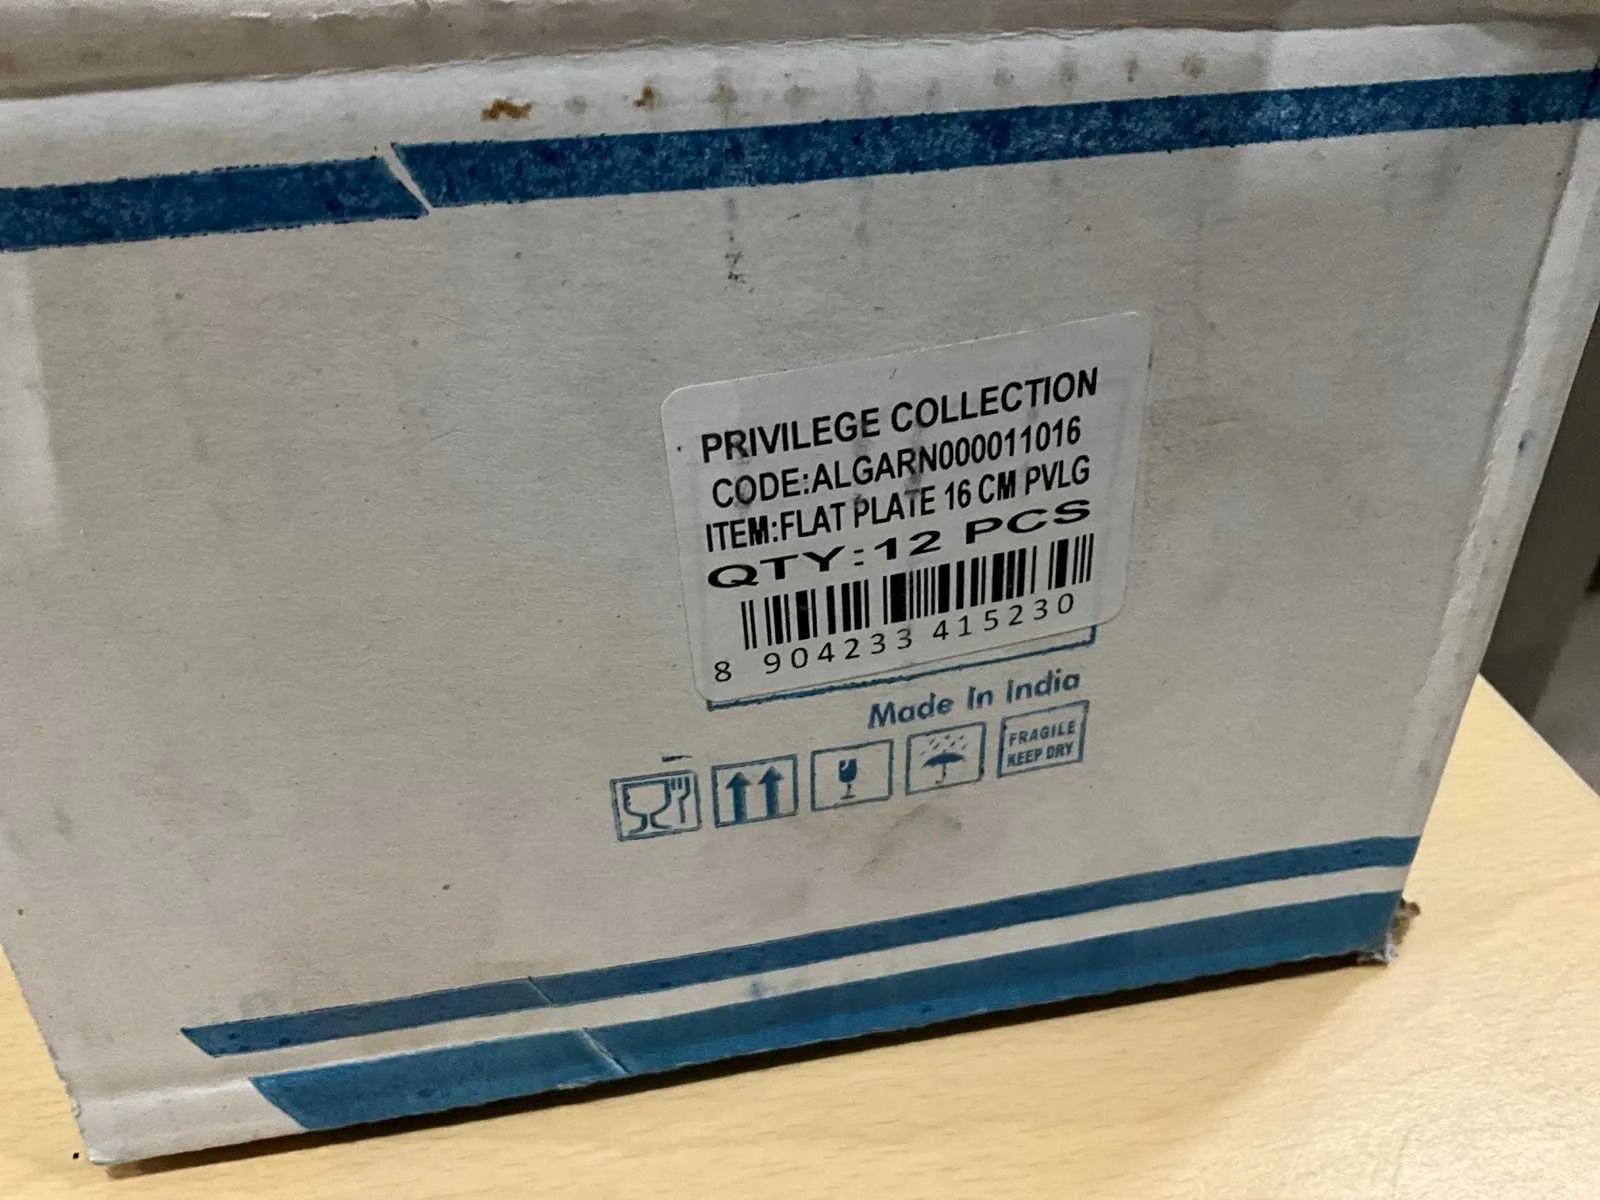 PRIVILEGE COLLECTION
CODE:ALGARN000011016
ITEM:FLAT PLATE 16 CM PVLG
QTY:12 PCS
8 904233 415230
Made In India
FRAGILE
KEEP DRY